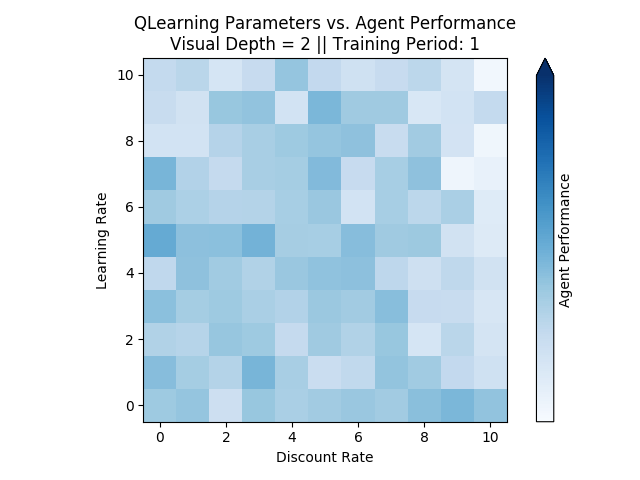 QLearning Parameters vs. Agent Performance
Visual Depth = 2 || Training Period: 1
10
8
6
4
2
0
Learning Rate
0 2 4 6 8 10
Discount Rate
Agent Performance